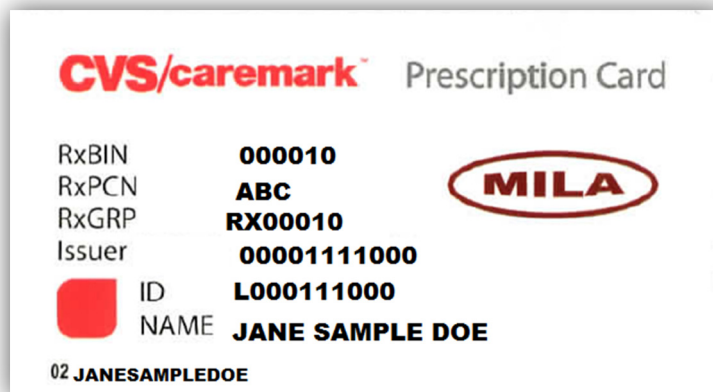 CVS/caremark™ Prescription Card
RxBIN 000010
RxPCN ABC
MILA
RxGRP RX00010
Issuer 00001111000
ID L000111000
NAME JANE SAMPLE DOE
02 JANESAMPLEDOE